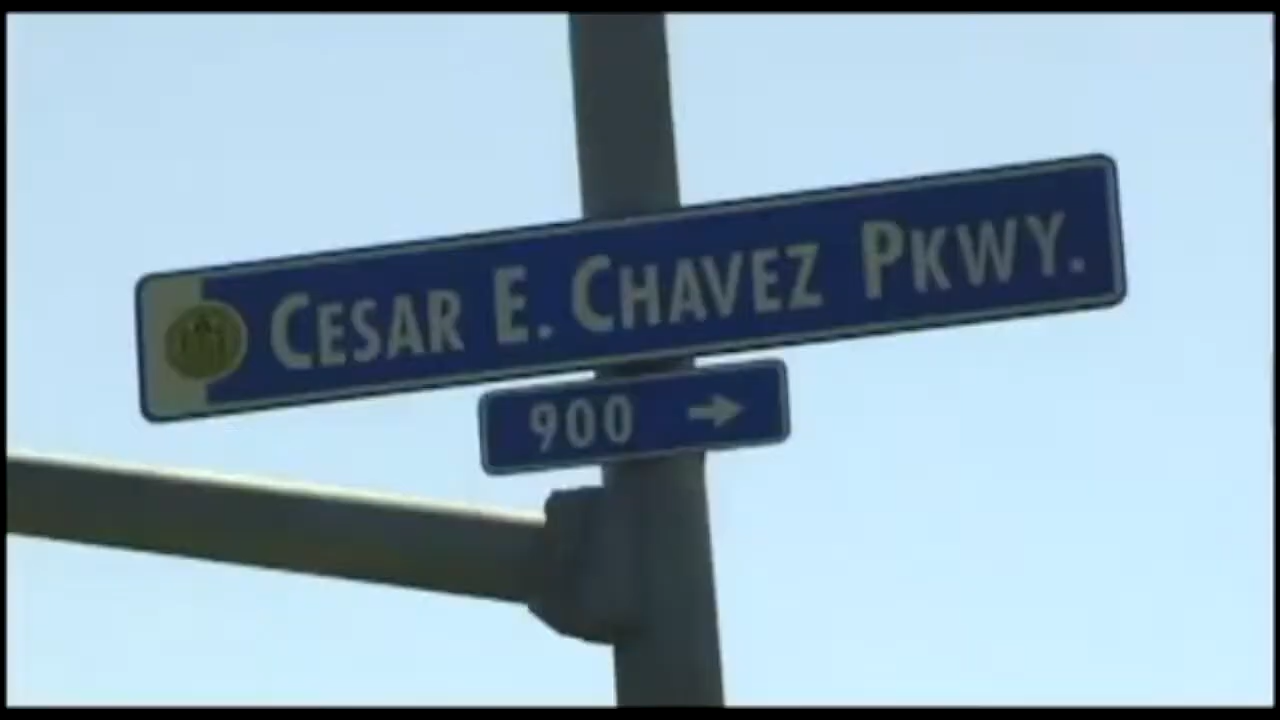 CESAR E. CHAVEZ PKWY.
900 →